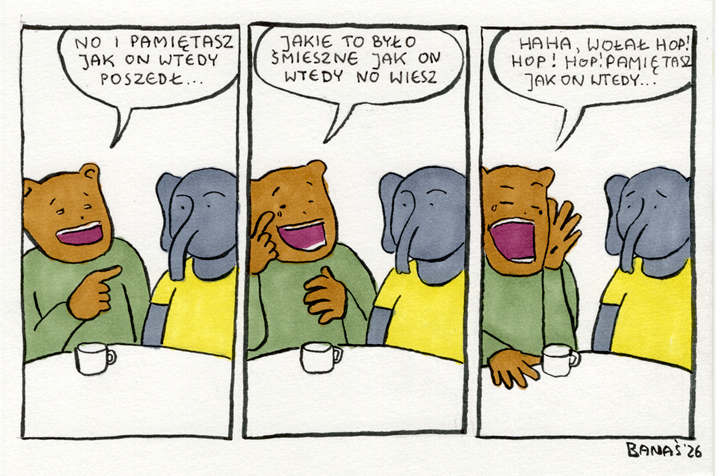 NO I PAMIĘTASZ
JAK ON WTEDY
POSZEDŁ...
JAKIE TO BYŁO
ŚMIESZNE JAK ON
WTEDY NO WIESZ
HAHA, WOŁAŁ HOP!
HOP! HOP! PAMIĘTASZ
JAK ON WTEDY...
BANAŚ '26